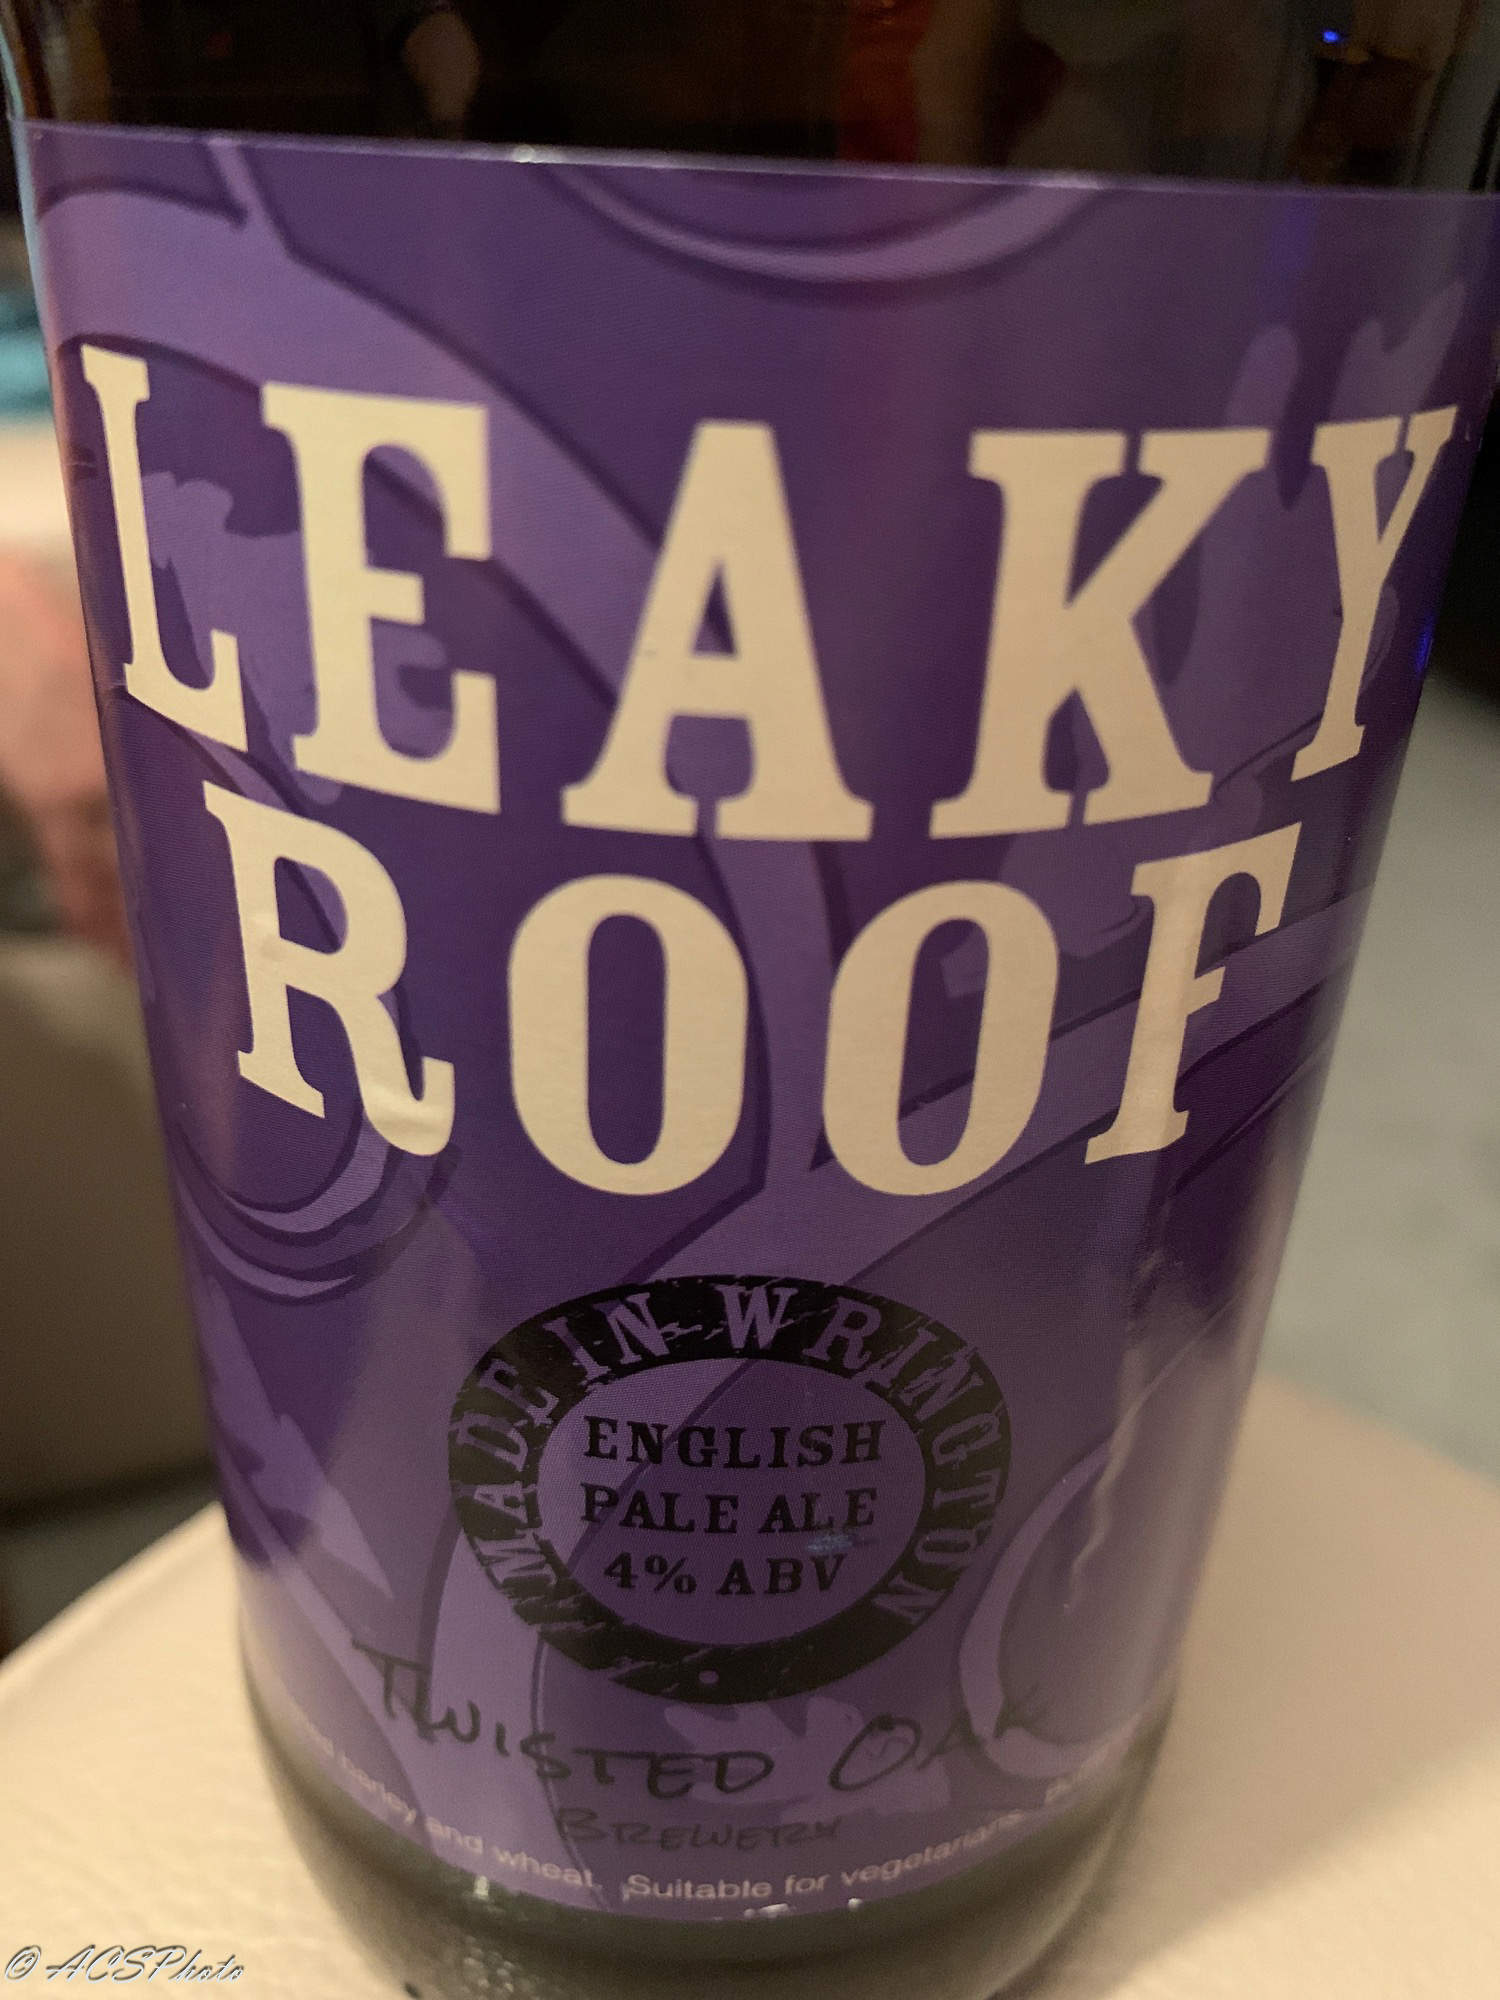 LEAKY
ROOF
MADE IN WRINGTON
ENGLISH
PALE ALE
4% ABV
TWISTED OAK
BREWERY
barley and wheat. Suitable for vegetarians.
© ACSPhoto